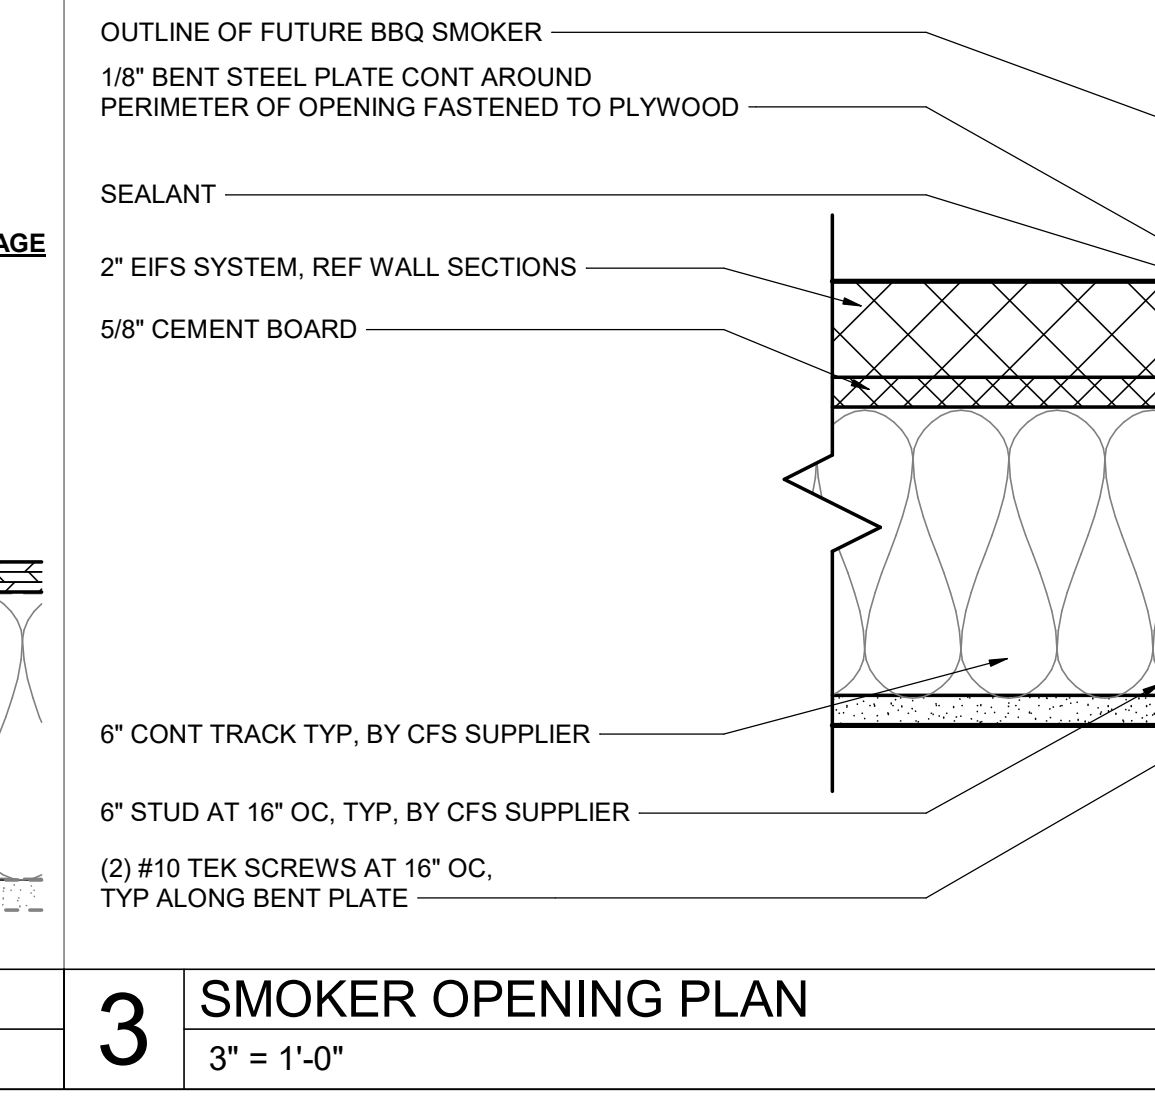 OUTLINE OF FUTURE BBQ SMOKER
1/8" BENT STEEL PLATE CONT AROUND
PERIMETER OF OPENING FASTENED TO PLYWOOD
SEALANT
AGE
2" EIFS SYSTEM, REF WALL SECTIONS
5/8" CEMENT BOARD
6" CONT TRACK TYP, BY CFS SUPPLIER
6" STUD AT 16" OC, TYP, BY CFS SUPPLIER
(2) #10 TEK SCREWS AT 16" OC,
TYP ALONG BENT PLATE
3
SMOKER OPENING PLAN
3" = 1'-0"